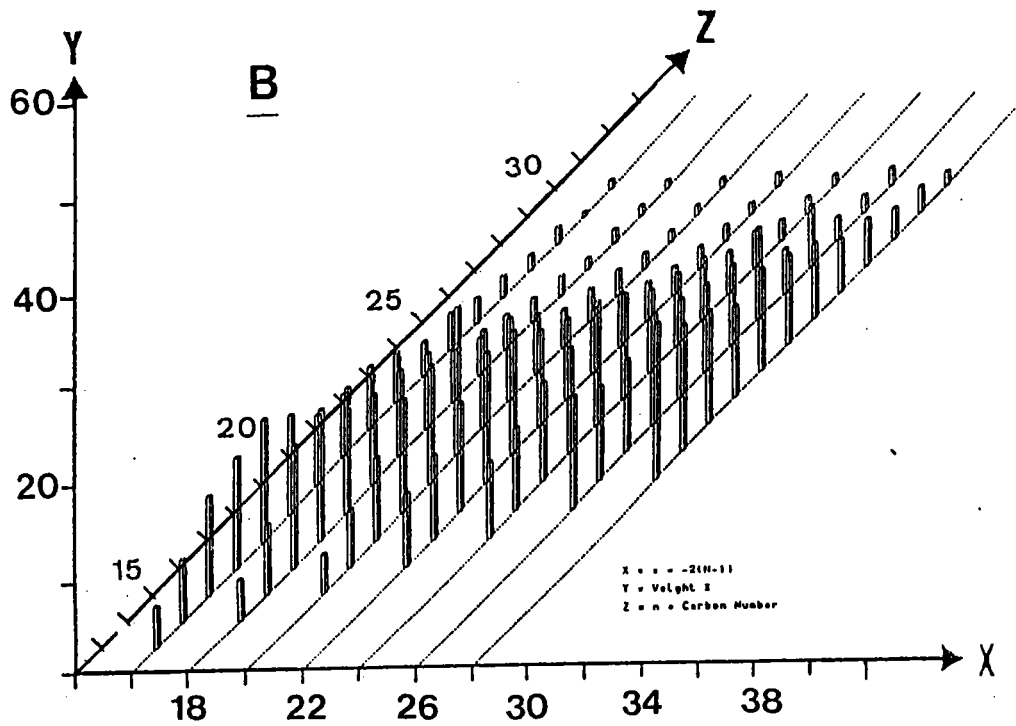 Y
Z
B
60
30
25
40
20
20
15
X = z = -2(N-1)
Y = Weight %
Z = n = Carbon Number
X
18
22
26
30
34
38